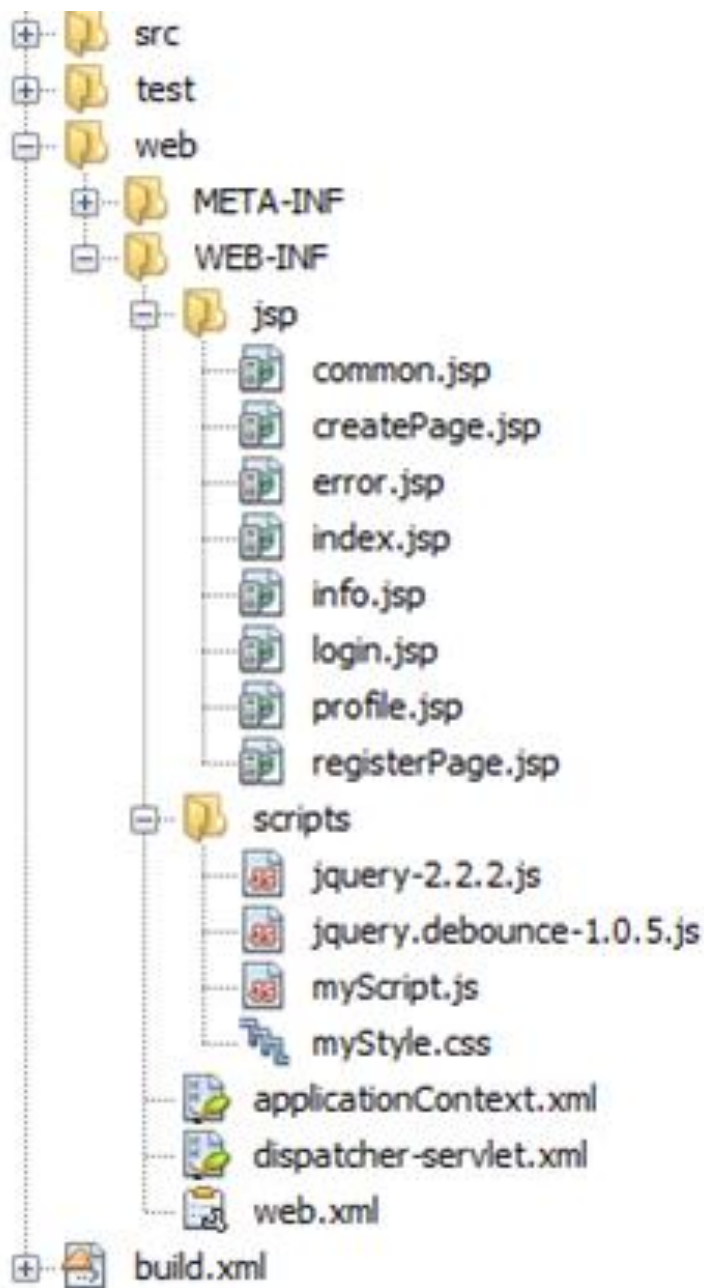 src
test
web
META-INF
WEB-INF
jsp
common.jsp
createPage.jsp
error.jsp
index.jsp
info.jsp
login.jsp
profile.jsp
registerPage.jsp
scripts
jquery-2.2.2.js
jquery.debounce-1.0.5.js
myScript.js
myStyle.css
applicationContext.xml
dispatcher-servlet.xml
web.xml
build.xml